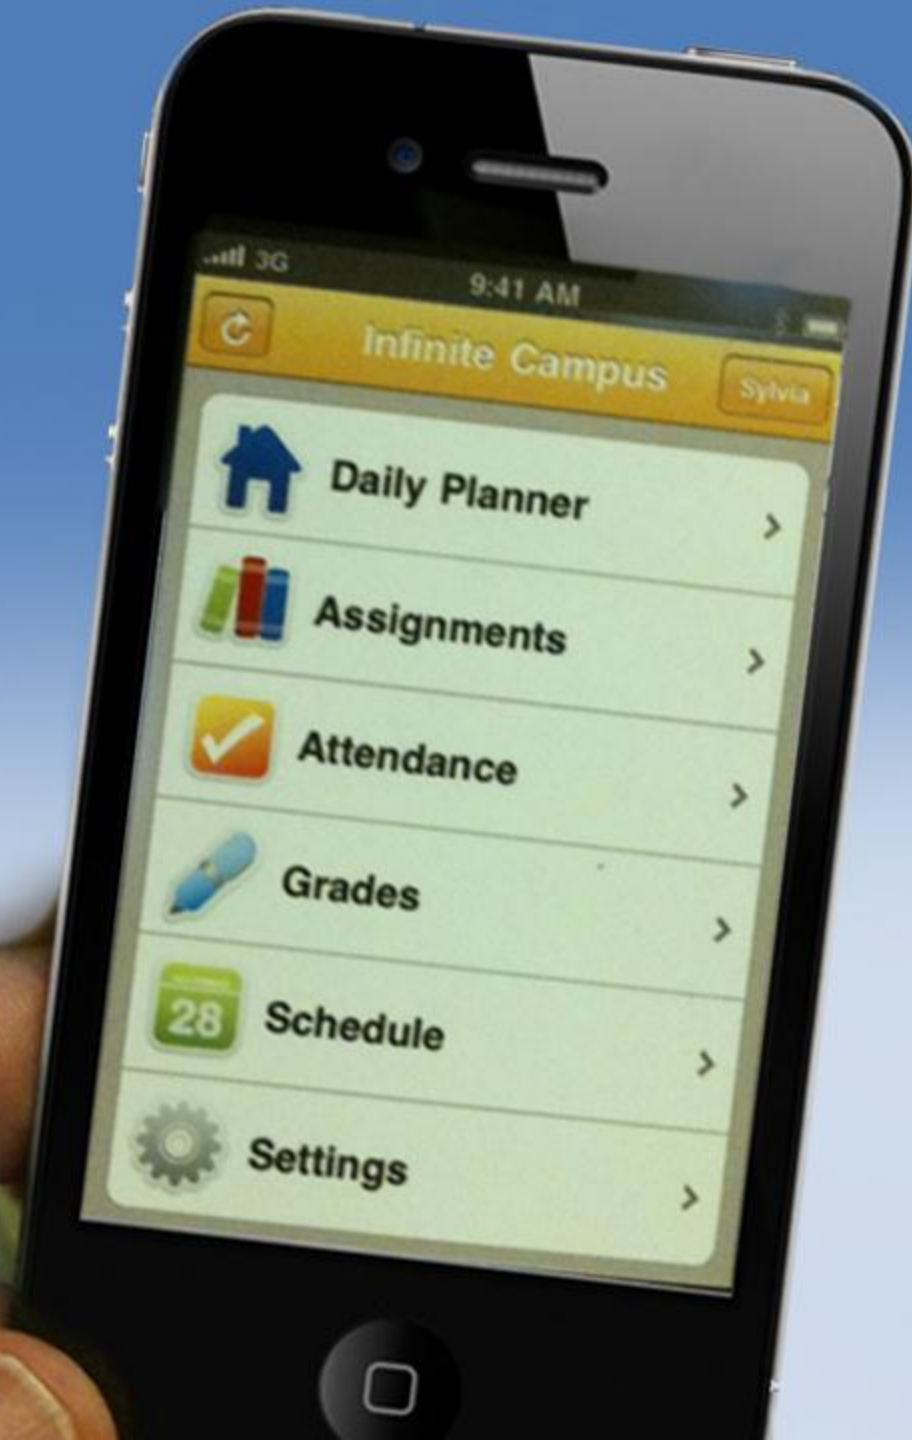 3G
9:41 AM
Infinite Campus
Sylvia
Daily Planner
Assignments
Attendance
Grades
28
Schedule
Settings